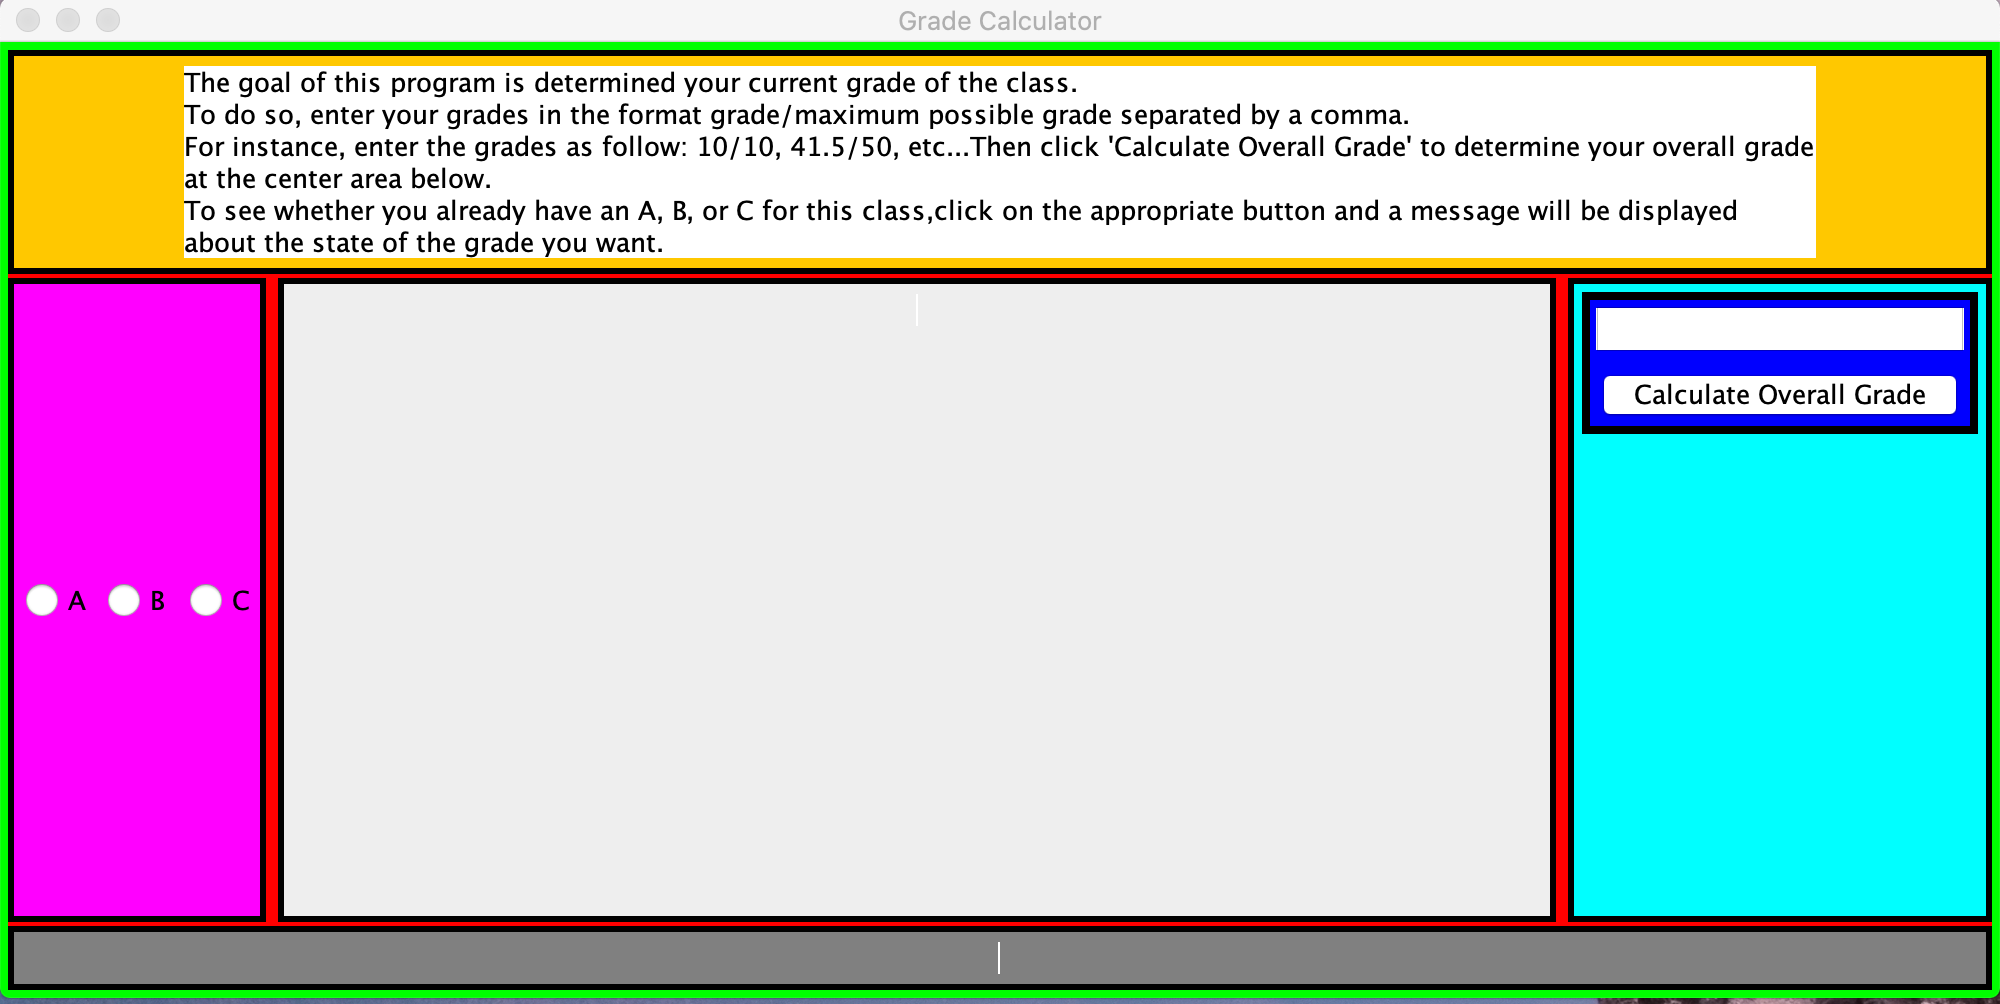 Grade Calculator
The goal of this program is determined your current grade of the class.
To do so, enter your grades in the format grade/maximum possible grade separated by a comma.
For instance, enter the grades as follow: 10/10, 41.5/50, etc...Then click 'Calculate Overall Grade' to determine your overall grade
at the center area below.
To see whether you already have an A, B, or C for this class,click on the appropriate button and a message will be displayed
about the state of the grade you want.
Calculate Overall Grade
A B C